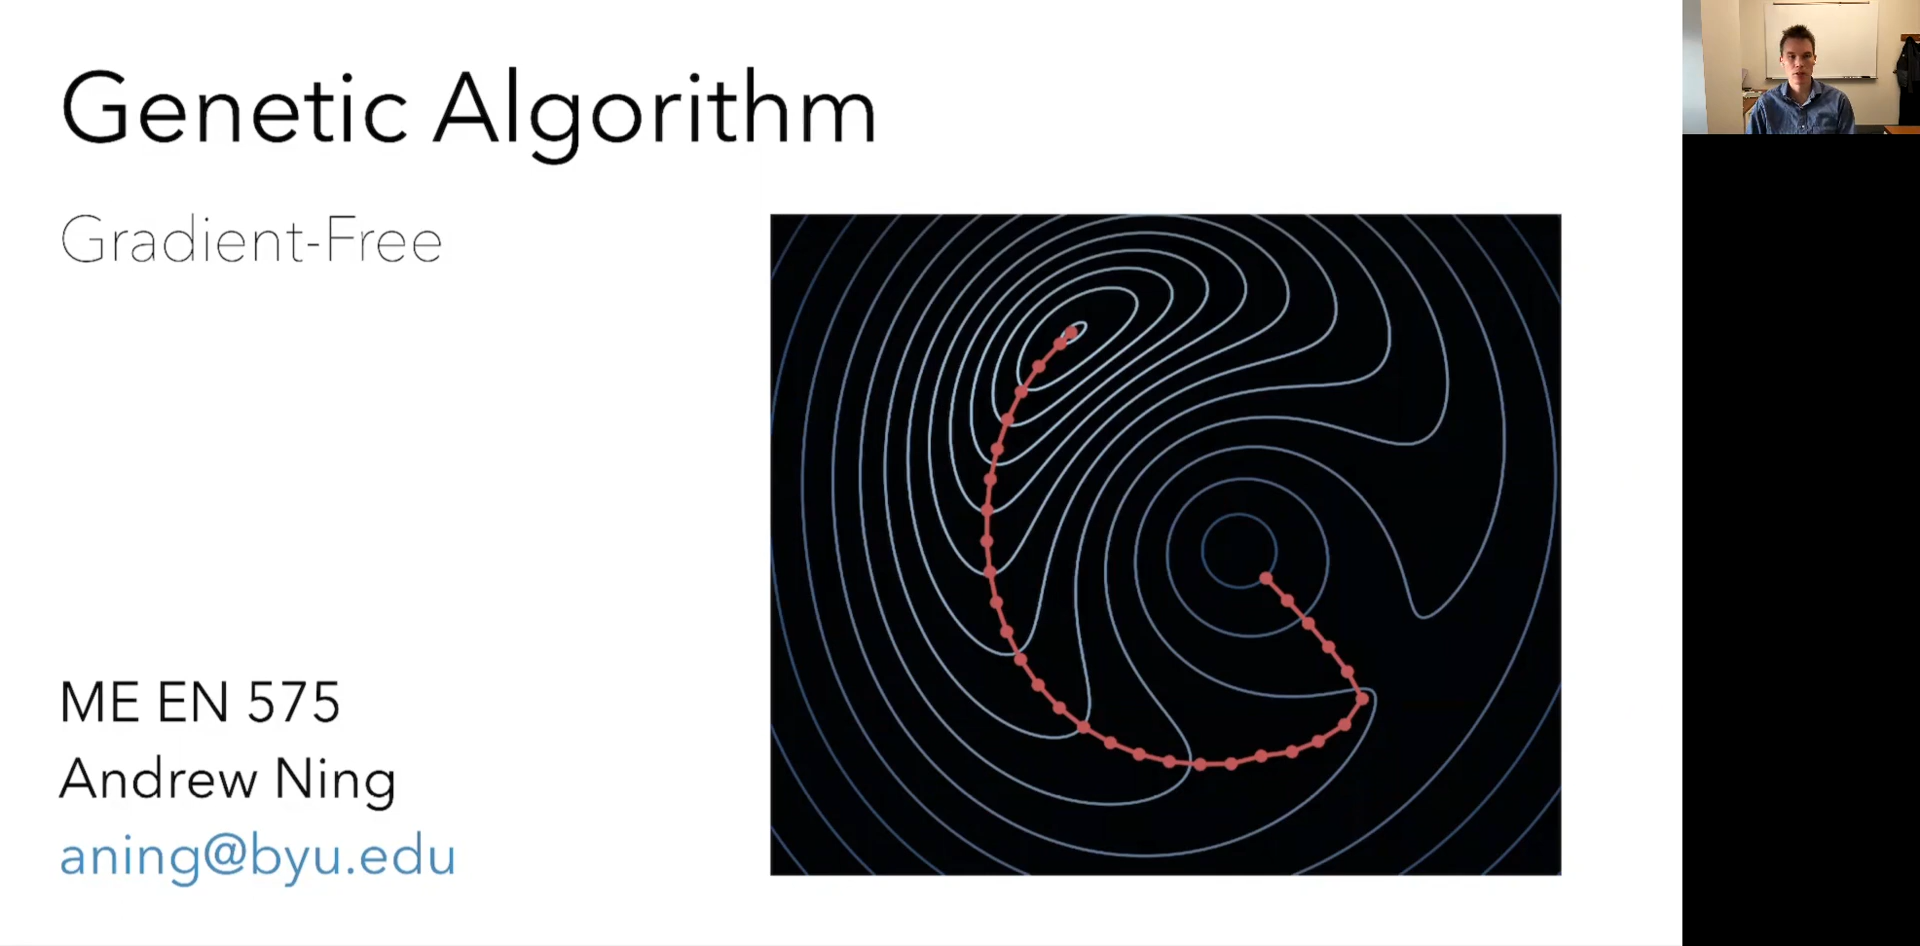 Genetic Algorithm
Gradient-Free
ME EN 575
Andrew Ning
aning@byu.edu